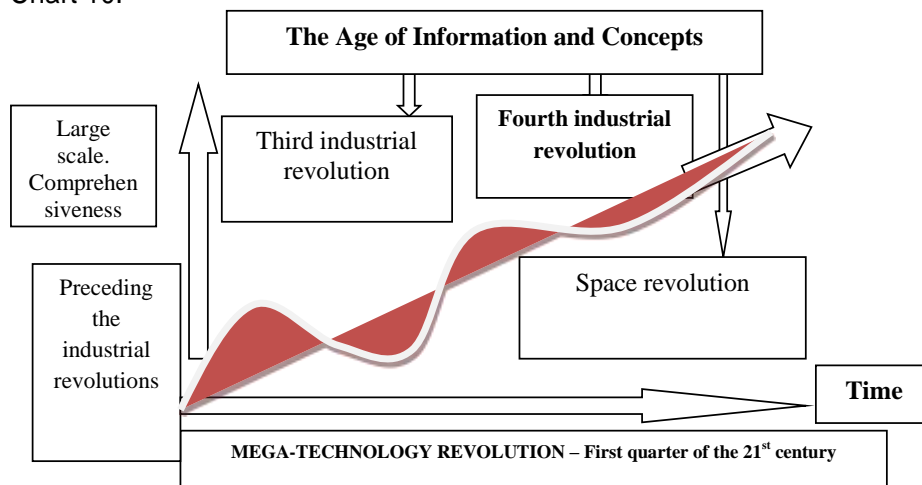 The Age of Information and Concepts
Large
scale.
Comprehen
siveness
Third industrial
revolution
Fourth industrial
revolution
Preceding
the
industrial
revolutions
Space revolution
Time
MEGA-TECHNOLOGY REVOLUTION – First quarter of the 21st century